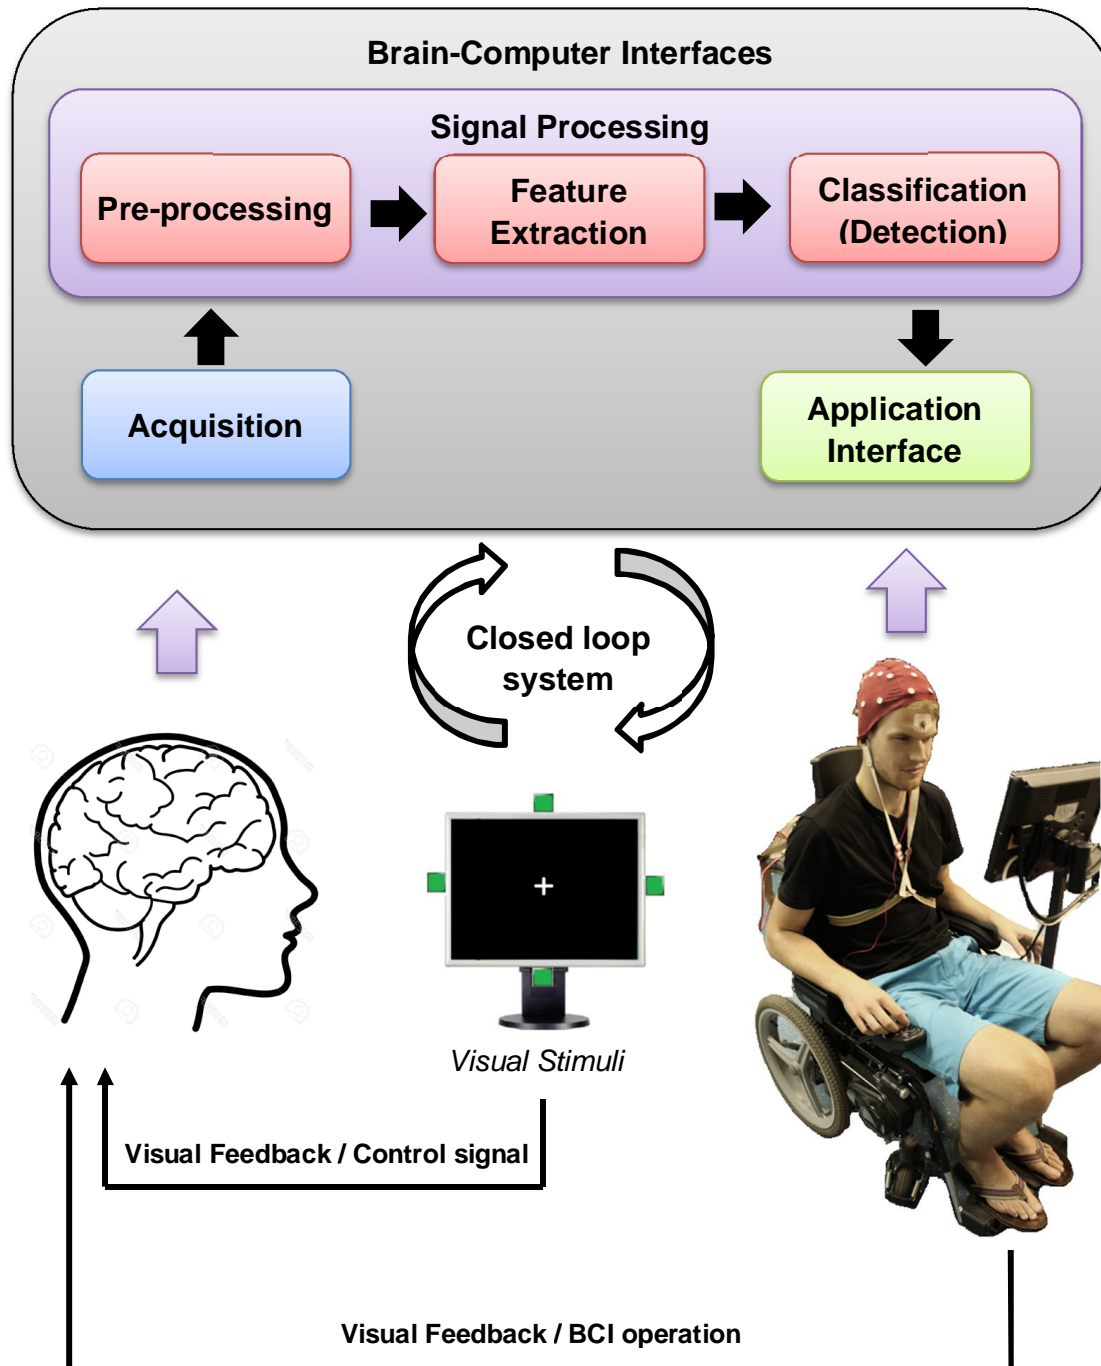 Brain-Computer Interfaces
Signal Processing
Pre-processing
Feature
Extraction
Classification
(Detection)
Acquisition
Application
Interface
Closed loop
system
Visual Stimuli
Visual Feedback / Control signal
Visual Feedback / BCI operation